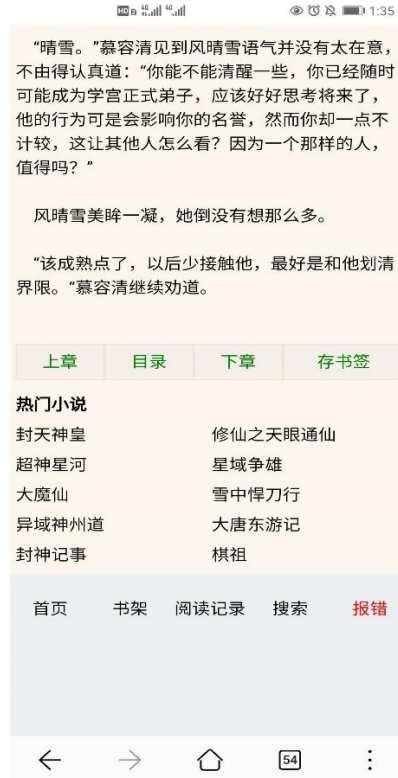 HD 46 46 1:35
“晴雪。”慕容清见到风晴雪语气并没有太在意，
不由得认真道：“你能不能清醒一些，你已经随时
可能成为学宫正式弟子，应该好好思考将来了，
他的行为可是会影响你的名誉，然而你却一点不
计较，这让其他人怎么看？因为一个那样的人，
值得吗？”
风晴雪美眸一凝，她倒没有想那么多。
“该成熟点了，以后少接触他，最好是和他划清
界限。“慕容清继续劝道。
上章 目录 下章 存书签
热门小说
封天神皇 修仙之天眼通仙
超神星河 星域争雄
大魔仙 雪中悍刀行
异域神州道 大唐东游记
封神记事 棋祖
首页 书架 阅读记录 搜索 报错
54